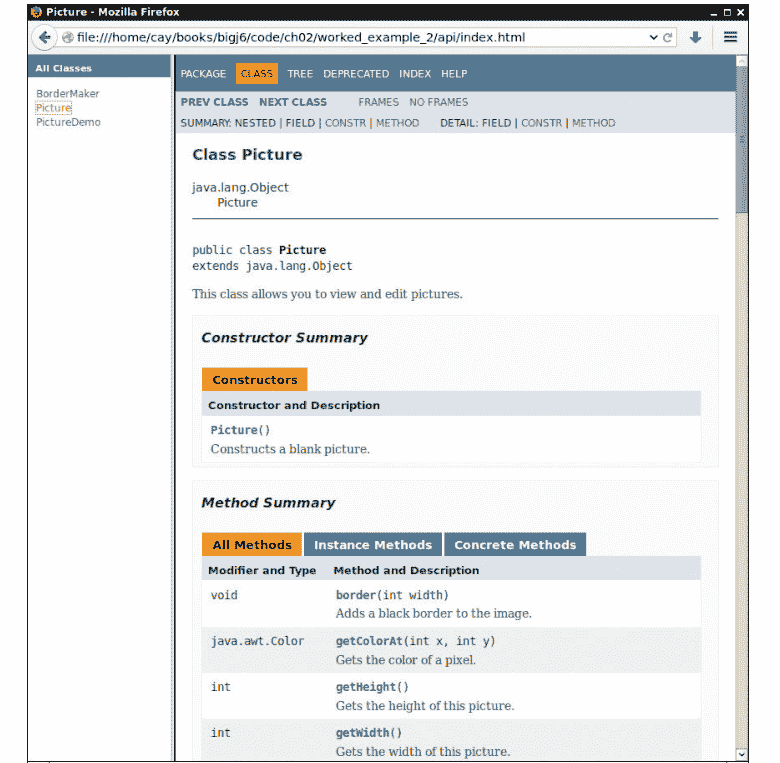 Picture - Mozilla Firefox
file:///home/cay/books/bigj6/code/ch02/worked_example_2/api/index.html
All Classes
BorderMaker
Picture
PictureDemo
PACKAGE CLASS TREE DEPRECATED INDEX HELP
PREV CLASS NEXT CLASS FRAMES NO FRAMES
SUMMARY: NESTED | FIELD | CONSTR | METHOD DETAIL: FIELD | CONSTR | METHOD
Class Picture
java.lang.Object
Picture
public class Picture
extends java.lang.Object
This class allows you to view and edit pictures.
Constructor Summary
Constructors
Constructor and Description
Picture()
Constructs a blank picture.
Method Summary
All Methods Instance Methods Concrete Methods
Modifier and Type Method and Description
void border(int width)
Adds a black border to the image.
java.awt.Color getColorAt(int x, int y)
Gets the color of a pixel.
int getHeight()
Gets the height of this picture.
int getWidth()
Gets the width of this picture.